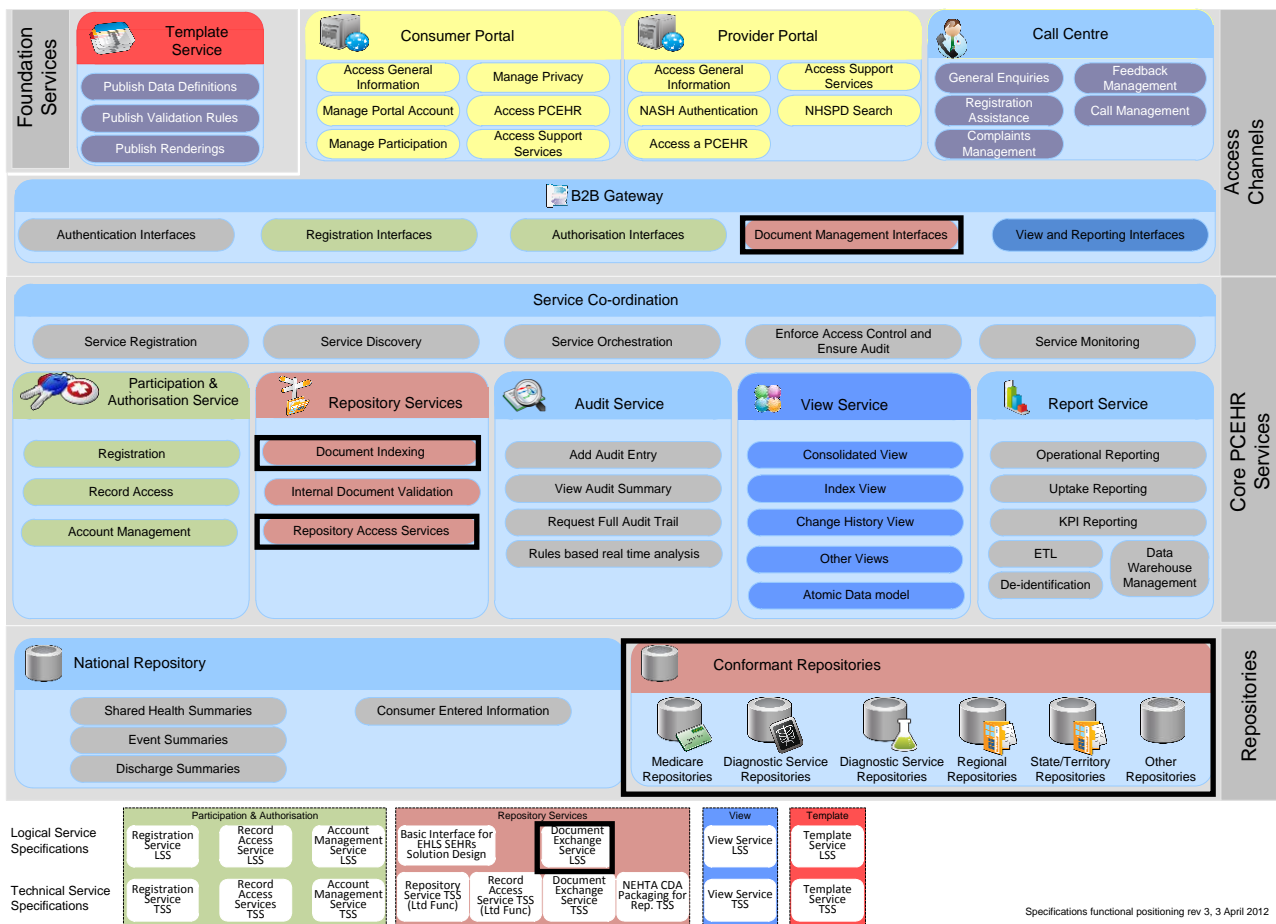 Foundation
Services
Template
Service
Publish Data Definitions
Publish Validation Rules
Publish Renderings
Consumer Portal
Access General
Information
Manage Privacy
Manage Portal Account
Access PCEHR
Manage Participation
Access Support
Services
Provider Portal
Access General
Information
Access Support
Services
NASH Authentication
NHSPD Search
Access a PCEHR
Call Centre
General Enquiries
Feedback
Management
Registration
Assistance
Call Management
Complaints
Management
Access
Channels
B2B Gateway
Authentication Interfaces
Registration Interfaces
Authorisation Interfaces
Document Management Interfaces
View and Reporting Interfaces
Service Co-ordination
Service Registration
Service Discovery
Service Orchestration
Enforce Access Control and
Ensure Audit
Service Monitoring
Participation &
Authorisation Service
Registration
Record Access
Account Management
Repository Services
Document Indexing
Internal Document Validation
Repository Access Services
Audit Service
Add Audit Entry
View Audit Summary
Request Full Audit Trail
Rules based real time analysis
View Service
Consolidated View
Index View
Change History View
Other Views
Atomic Data model
Report Service
Operational Reporting
Uptake Reporting
KPI Reporting
ETL
De-identification
Data
Warehouse
Management
Core PCEHR
Services
National Repository
Shared Health Summaries
Event Summaries
Discharge Summaries
Consumer Entered Information
Conformant Repositories
Medicare
Repositories
Diagnostic Service
Repositories
Diagnostic Service
Repositories
Regional
Repositories
State/Territory
Repositories
Other
Repositories
Repositories
Logical Service
Specifications
Technical Service
Specifications
Participation & Authorisation
Registration
Service
LSS
Record
Access
Service
LSS
Account
Management
Service
LSS
Registration
Service
TSS
Record
Access
Services
TSS
Account
Management
Service
TSS
Repository Services
Basic Interface for
EHLS SEHRs
Solution Design
Document
Exchange
Service
LSS
Repository
Service TSS
(Ltd Func)
Record
Access
Service TSS
(Ltd Func)
Document
Exchange
Service
TSS
NEHTA CDA
Packaging for
Rep. TSS
View
View Service
LSS
View Service
TSS
Template
Template
Service
LSS
Template
Service
TSS
Specifications functional positioning rev 3, 3 April 2012